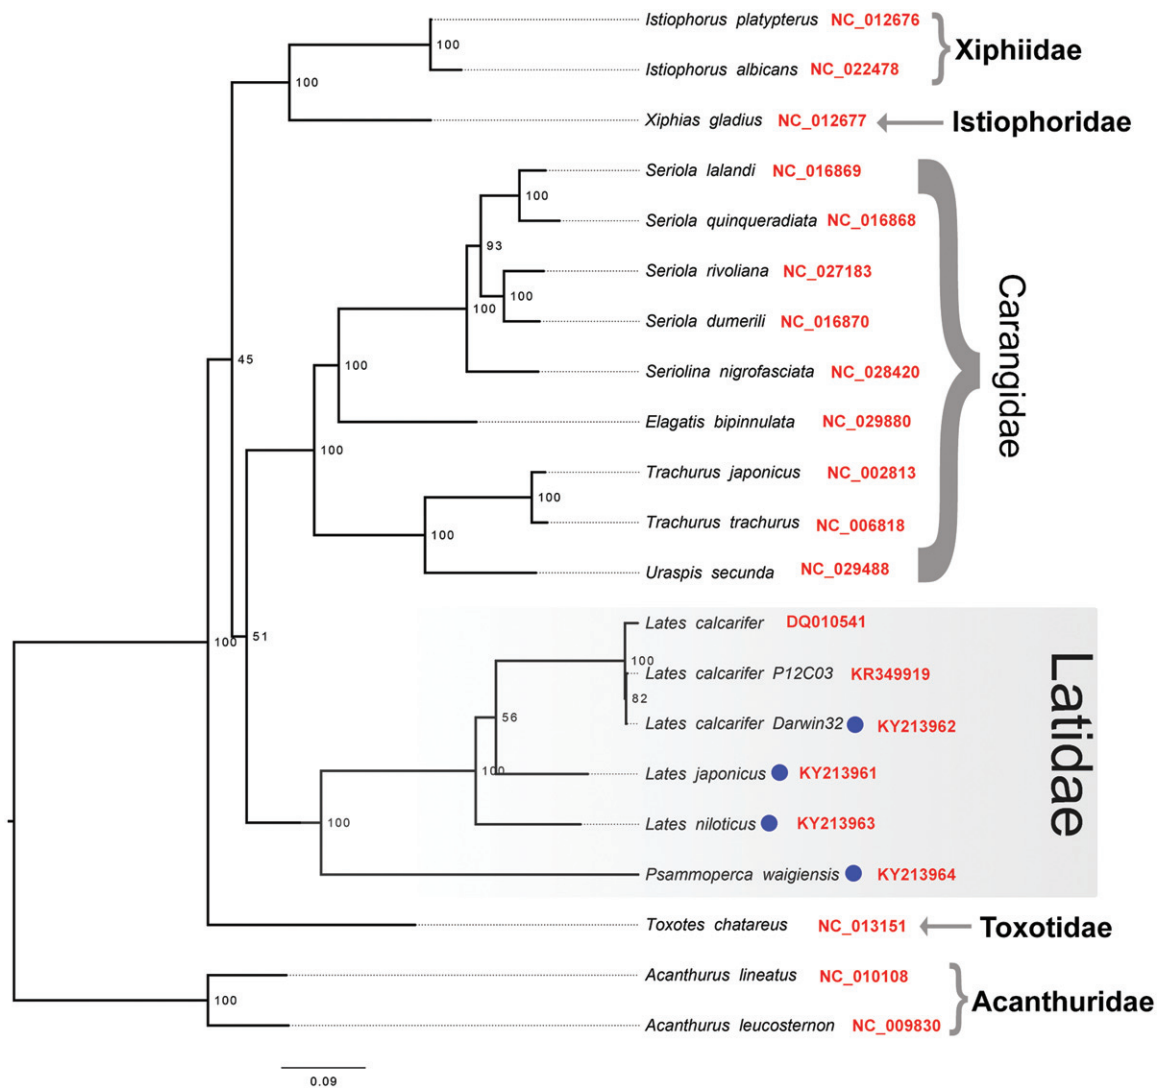 Istiophorus platypterus NC_012676
Xiphiidae
100
Istiophorus albicans NC_022478
100
Xiphias gladius NC_012677
Istiophoridae
Seriola lalandi NC_016869
100
Seriola quinqueradiata NC_016868
93
Seriola rivoliana NC_027183
100
100
Seriola dumerili NC_016870
Carangidae
45
100
Seriolina nigrofasciata NC_028420
Elagatis bipinnulata NC_029880
100
Trachurus japonicus NC_002813
100
Trachurus trachurus NC_006818
100
Uraspis secunda NC_029488
Lates calcarifer DQ010541
100
51
100
Lates calcarifer P12C03 KR349919
82
56
Lates calcarifer Darwin32 KY213962
Latidae
100
Lates japonicus KY213961
100
Lates niloticus KY213963
Psammoperca waigiensis KY213964
Toxotes chatareus NC_013151
Toxotidae
Acanthurus lineatus NC_010108
100
Acanthuridae
Acanthurus leucosternon NC_009830
0.09